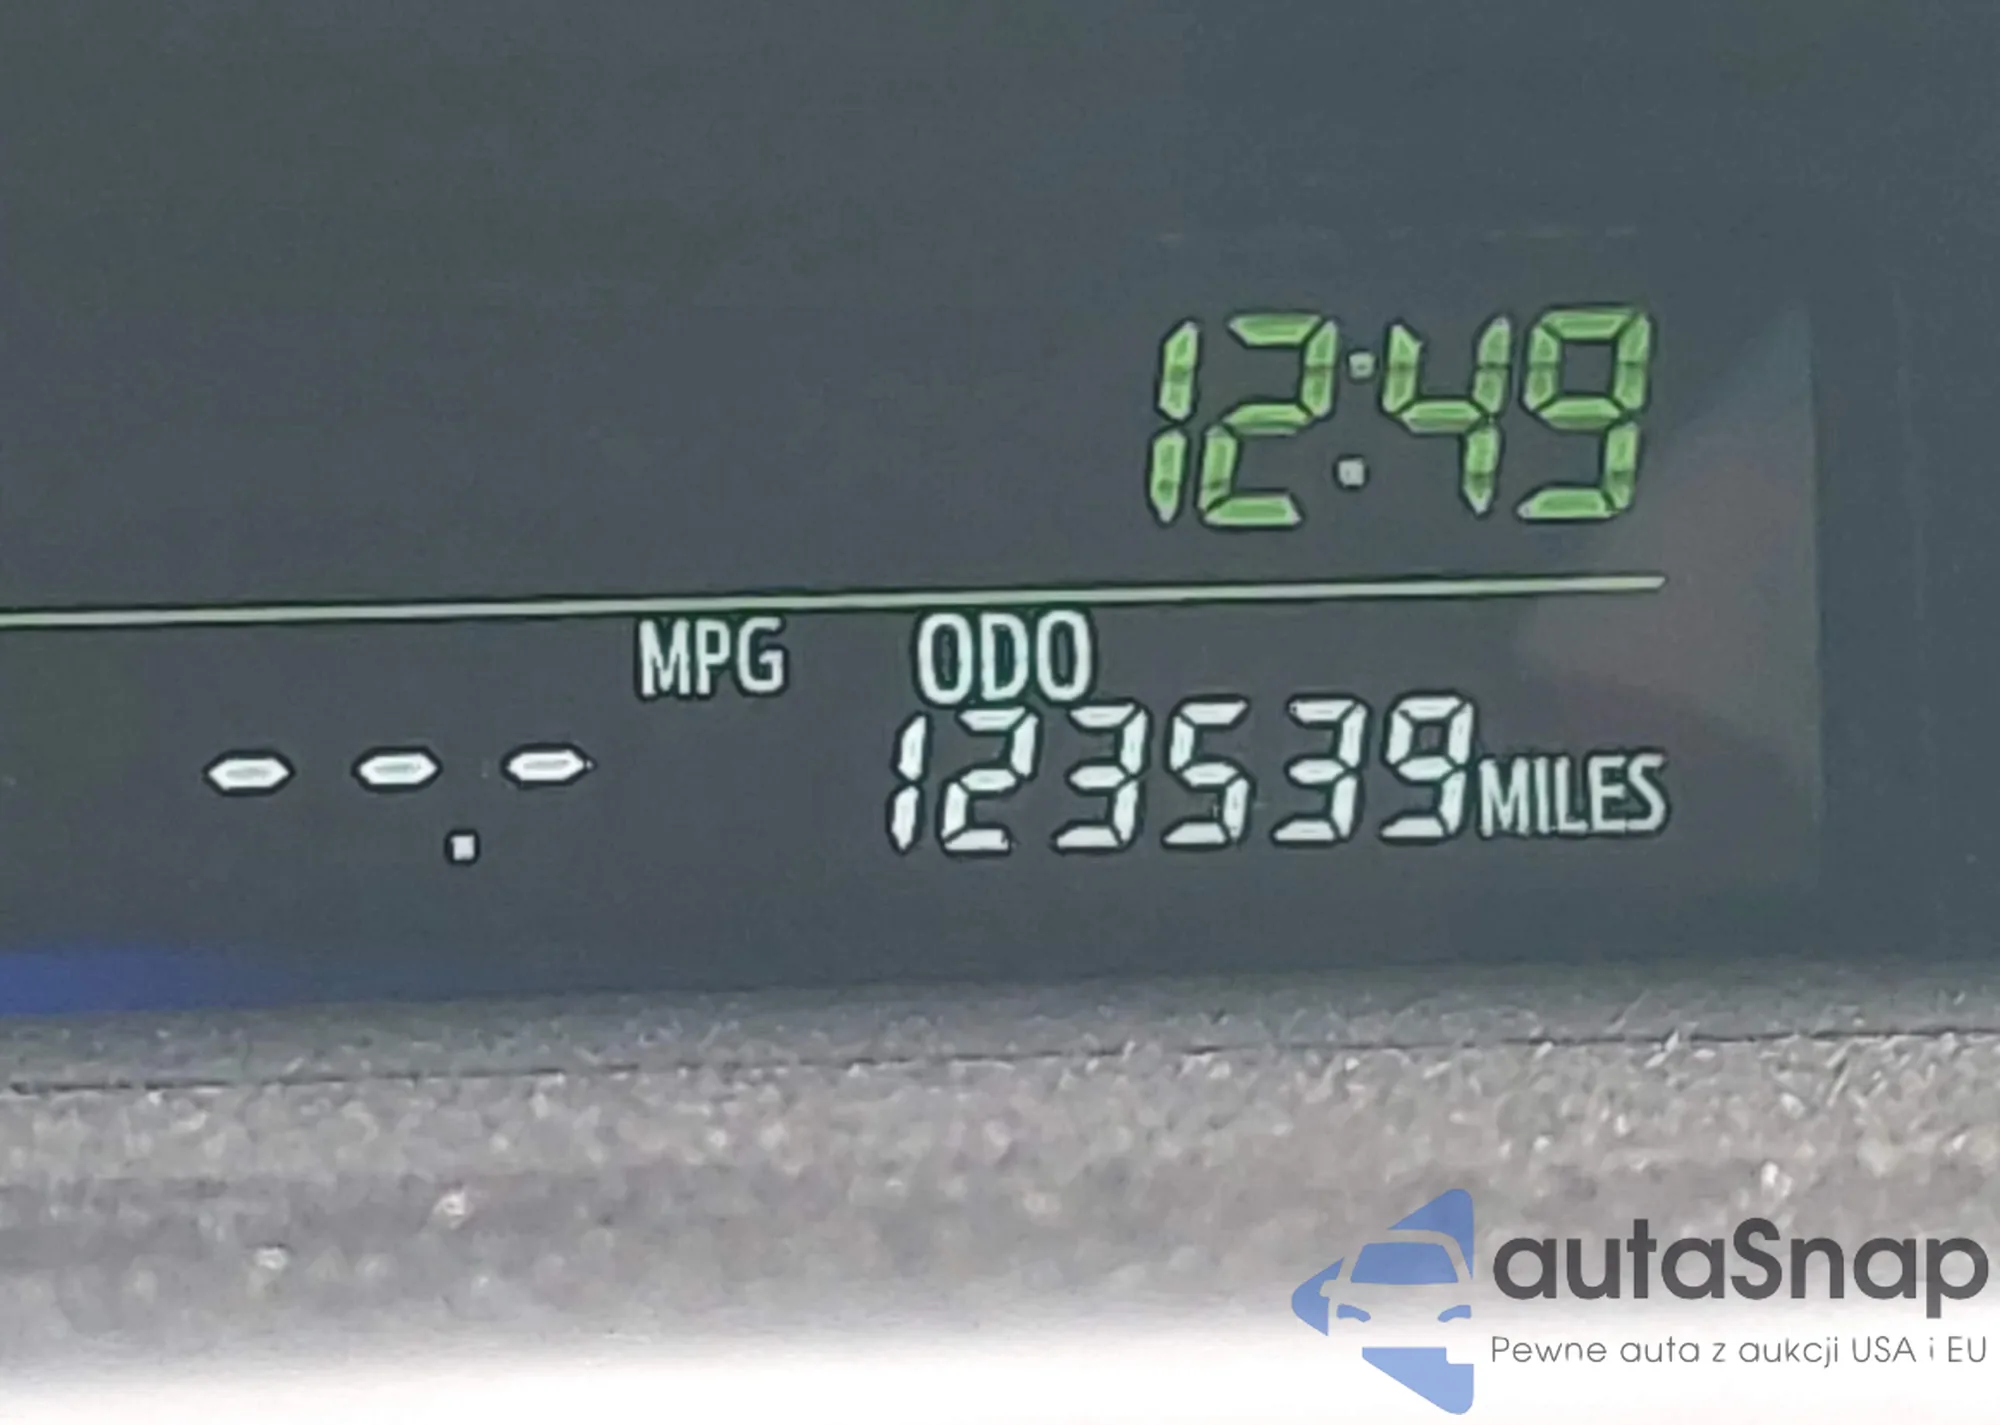 12:49
MPG ODO
--.- 123539 MILES
autaSnap
Pewne auta z aukcji USA i EU